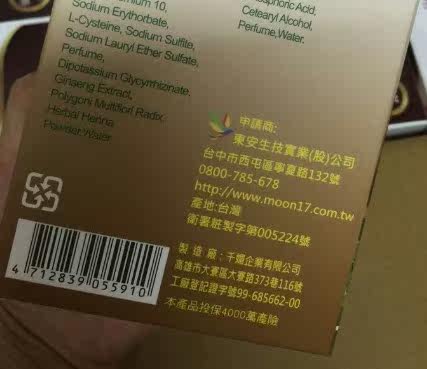 Sodium Erythorbate,
L-Cysteine, Sodium Sulfite,
Sodium Lauryl Ether Sulfate,
Perfume,
Dipotassium Glycyrrhizinate,
Ginseng Extract,
Polygoni Multiflori Radix,
Herbal Henna
Powder.Water
Acid,
Cetearyl Alcohol,
Perfume,Water.
申請商:
東安生技實業(股)公司
台中市西屯區寧夏路132號
0800-785-678
http://www.moon17.com.tw
產地:台灣
衛署粧製字第005224號
製造廠:千嬅企業有限公司
高雄市大寮區大寮路373巷116號
工廠登記證字號99-685662-00
本產品投保4000萬產險
4 712839 055910